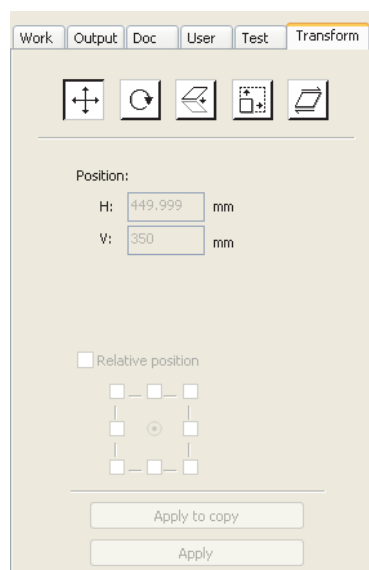 Work Output Doc User Test Transform
Position:
H: 449.999 mm
V: 350 mm
Relative position
Apply to copy
Apply